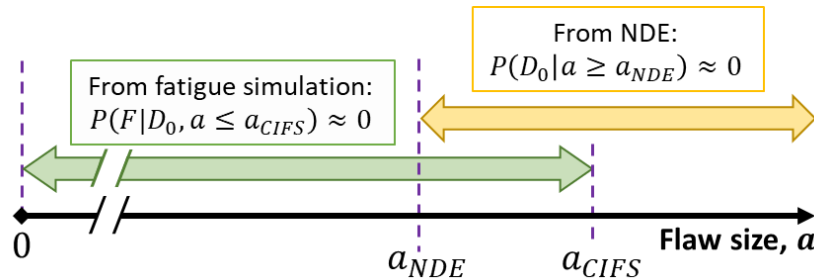 From NDE:
P(D₀|a ≥ a_NDE) ≈ 0
From fatigue simulation:
P(F|D₀, a ≤ a_CIFS) ≈ 0
0
a_NDE
a_CIFS
Flaw size, a